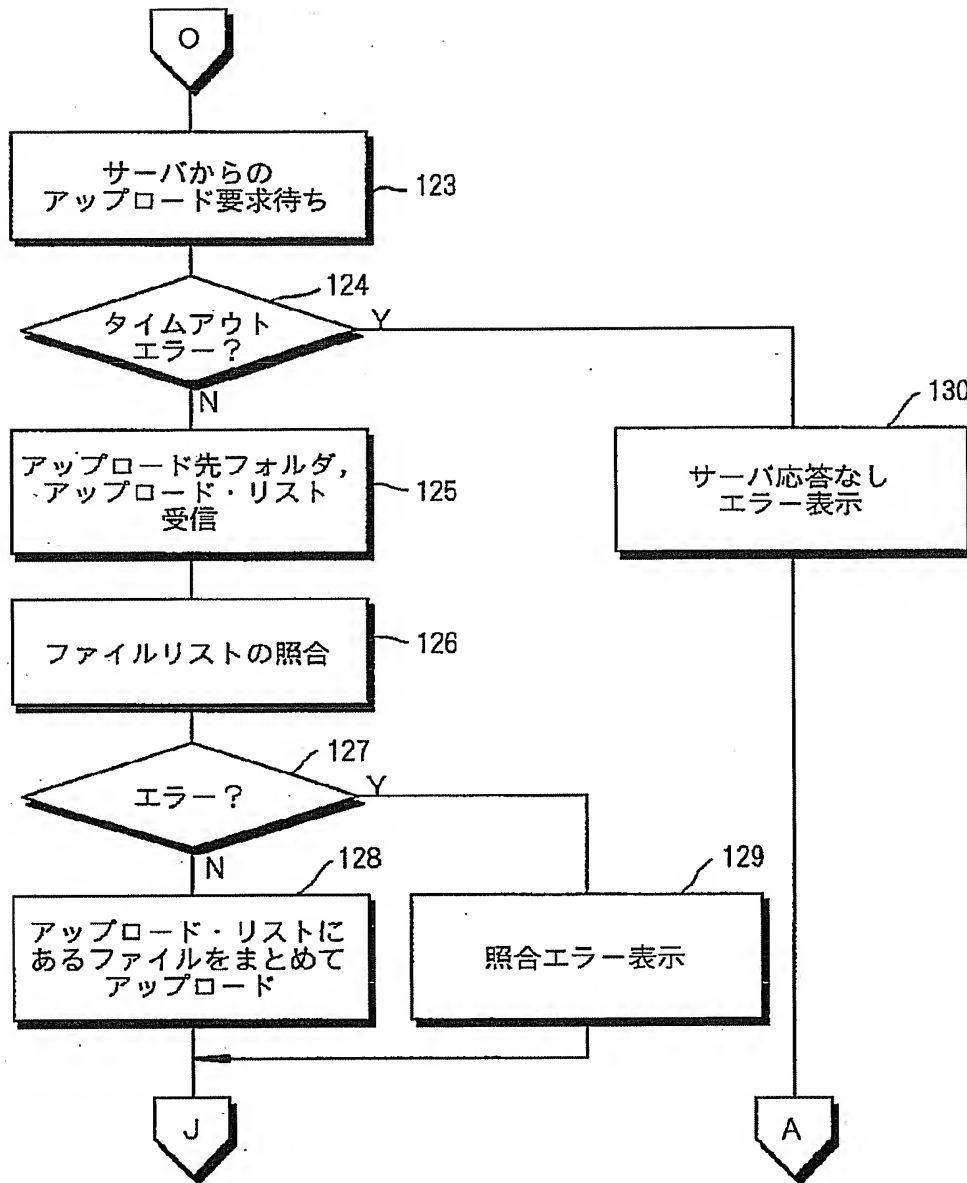 O
サーバからの
アップロード要求待ち
123
124
タイムアウト
エラー？
Y
N
130
アップロード先フォルダ，
アップロード・リスト
受信
125
サーバ応答なし
エラー表示
ファイルリストの照合
126
127
エラー？
Y
N
128
アップロード・リストに
あるファイルをまとめて
アップロード
129
照合エラー表示
J
A